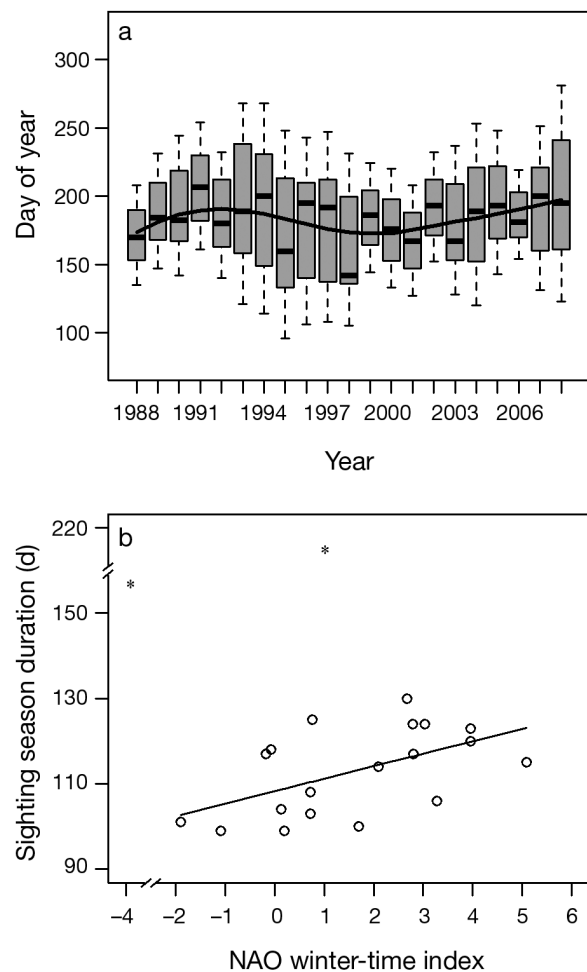 a
300
250
200
150
100
Day of year
1988 1991 1994 1997 2000 2003 2006
Year
b
220
150
130
110
90
Sighting season duration (d)
* *
–4 –2 –1 0 1 2 3 4 5 6
NAO winter-time index